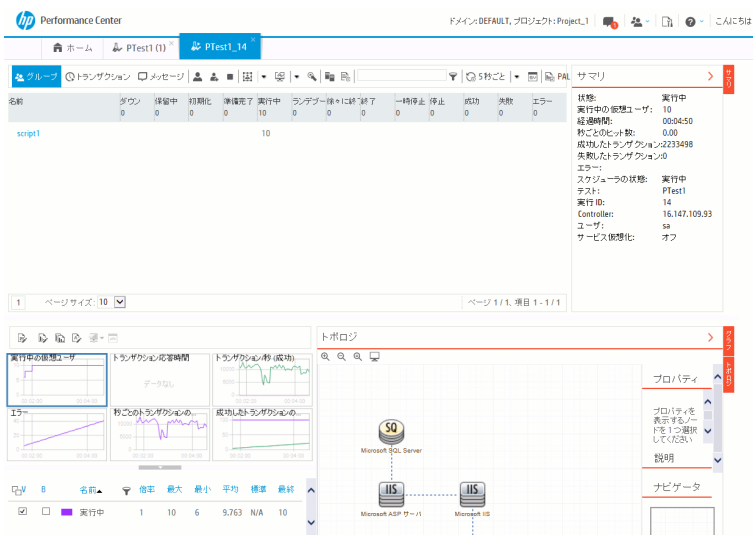 hp Performance Center
ドメイン: DEFAULT, プロジェクト: Project_1
こんにちは
ホーム
PTest1 (1)
PTest1_14
グループ トランザクション メッセージ 5 秒ごと PAL
サマリ
サマリ
名前 ダウン 保留中 初期化 準備完了 実行中 ランデブー 徐々に終 終了 一時停止 停止 成功 失敗 エラー
0 0 0 0 10 0 0 0 0 0 0 0 0
script1 10
状態: 実行中
実行中の仮想ユーザ: 10
経過時間: 00:04:50
秒ごとのヒット数: 0.00
成功したトランザクション:2233498
失敗したトランザクション:0
エラー:
スケジューラの状態: 実行中
テスト: PTest1
実行 ID: 14
Controller: 16.147.109.93
ユーザ: sa
サービス仮想化: オフ
1 ページ サイズ: 10 ページ 1 / 1、項目 1 - 1 / 1
トポロジ
グラフ
トポロジ
実行中の仮想ユーザ
トランザクション応答時間
トランザクション/秒 (成功)
データなし
エラー
秒ごとのトランザクションの...
成功したトランザクションの...
V B 名前 倍率 最大 最小 平均 標準 最終
実行中 1 10 6 9.763 N/A 10
SQ
Microsoft SQL Server
IIS
Microsoft ASP サーバ
IIS
Microsoft IIS
プロパティ
プロパティを
表示するノー
ドを 1 つ選択
してください
説明
ナビゲータ